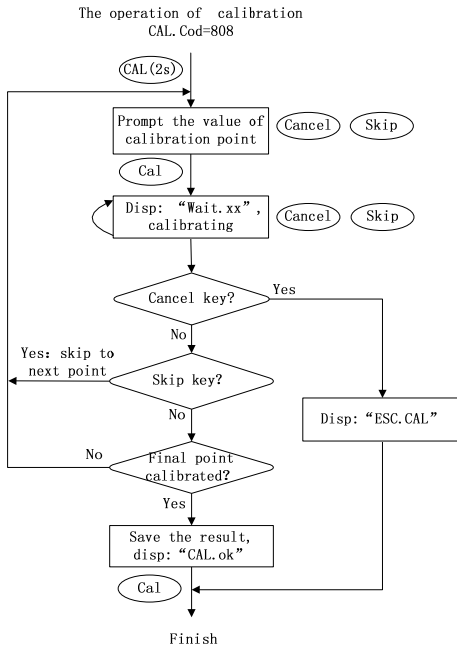 The operation of calibration
CAL.Cod=808
CAL(2s)
Prompt the value of
calibration point
Cancel
Skip
Cal
Disp: “Wait.xx”,
calibrating
Cancel
Skip
Cancel key?
Yes
No
Yes: skip to
next point
Skip key?
No
Disp:“ESC.CAL”
No
Final point
calibrated?
Yes
Save the result,
disp:“CAL.ok”
Cal
Finish